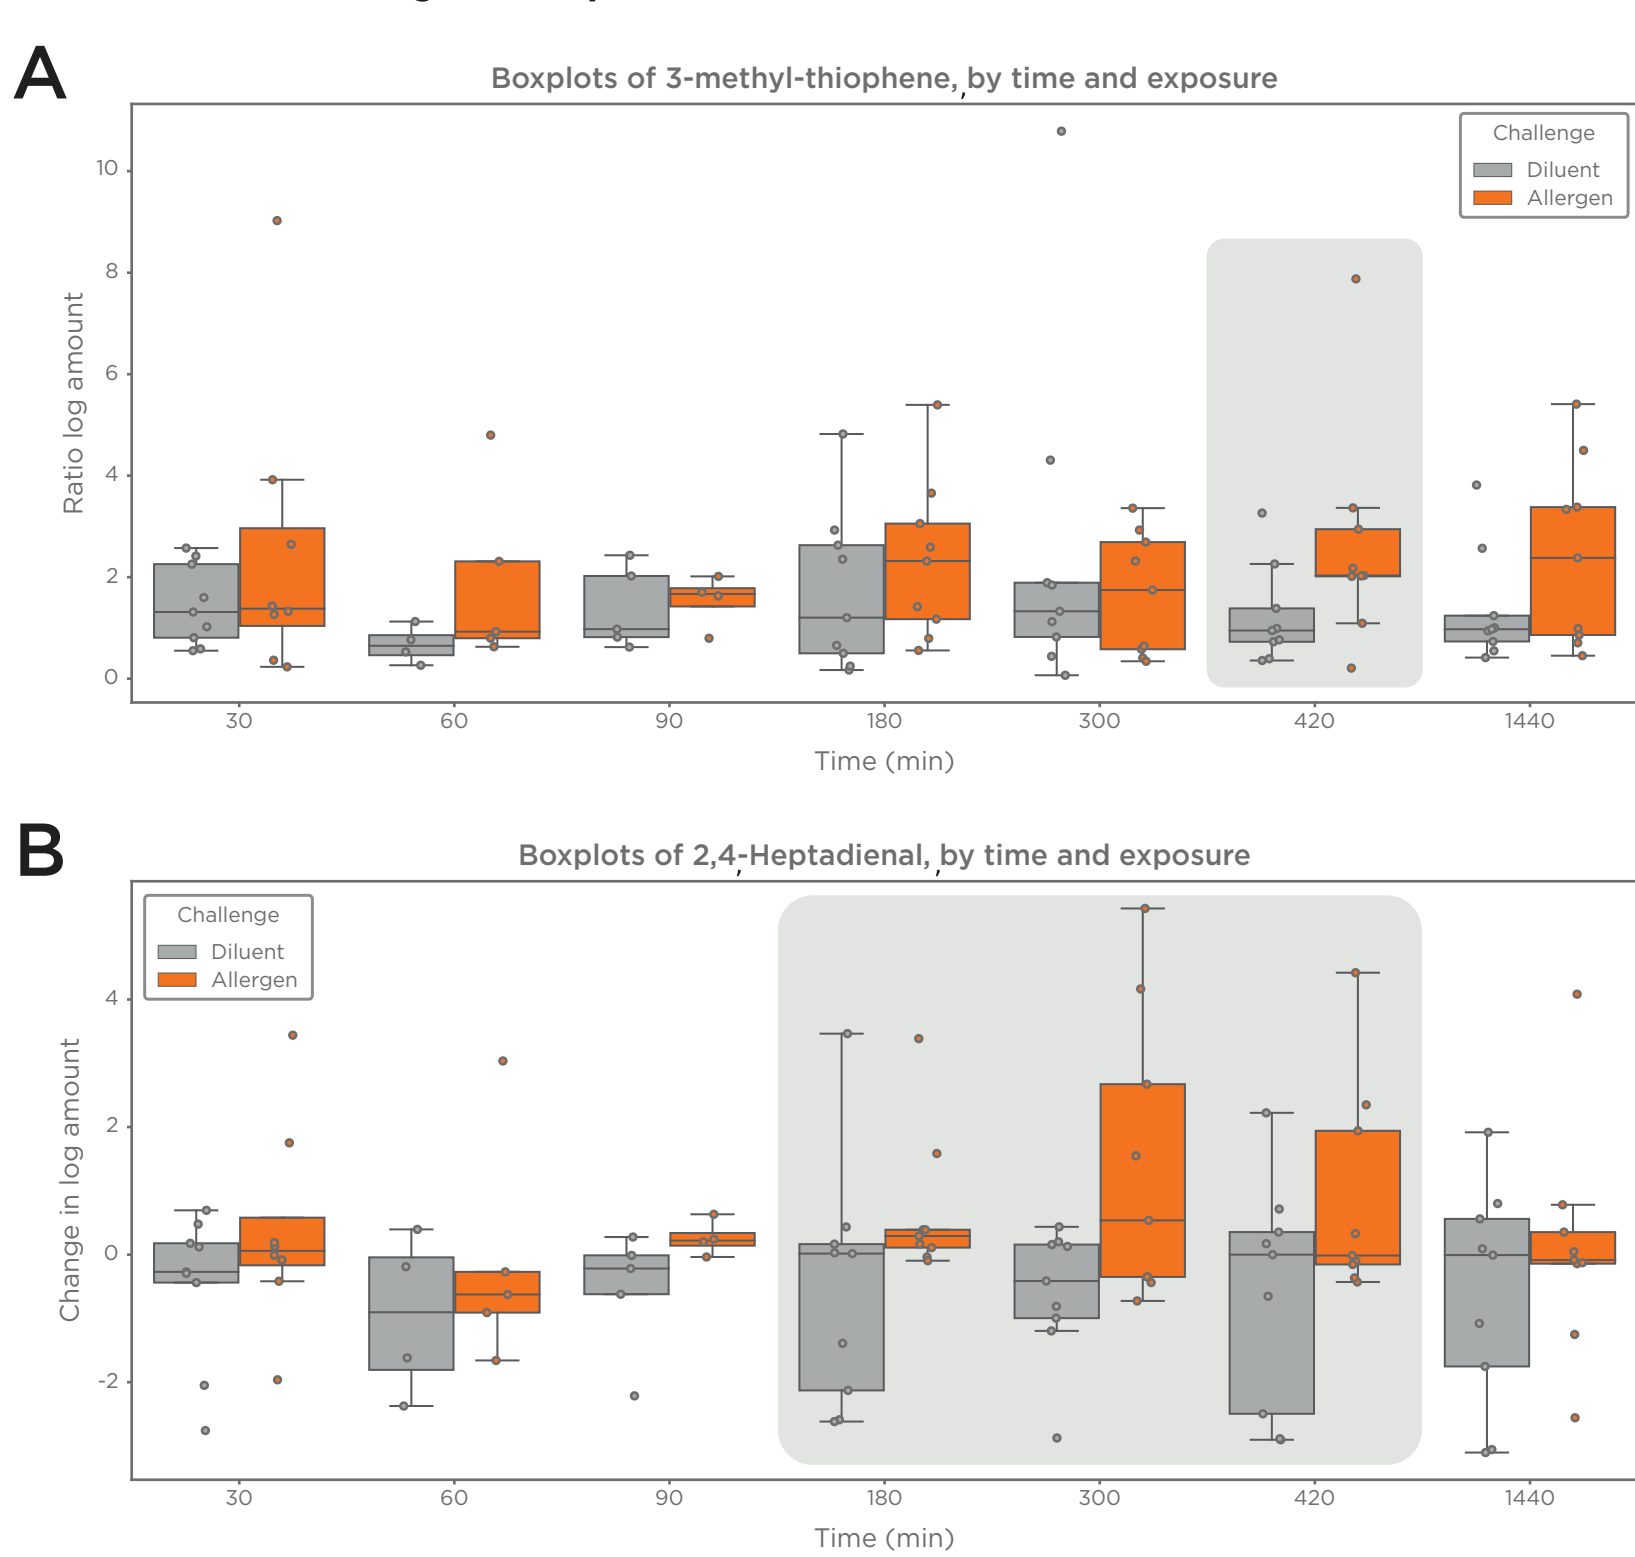 A
Boxplots of 3-methyl-thiophene, by time and exposure
Challenge
Diluent
Allergen
Ratio log amount
10
8
6
4
2
0
30 60 90 180 300 420 1440
Time (min)
B
Boxplots of 2,4-Heptadienal, by time and exposure
Challenge
Diluent
Allergen
Change in log amount
4
2
0
-2
30 60 90 180 300 420 1440
Time (min)